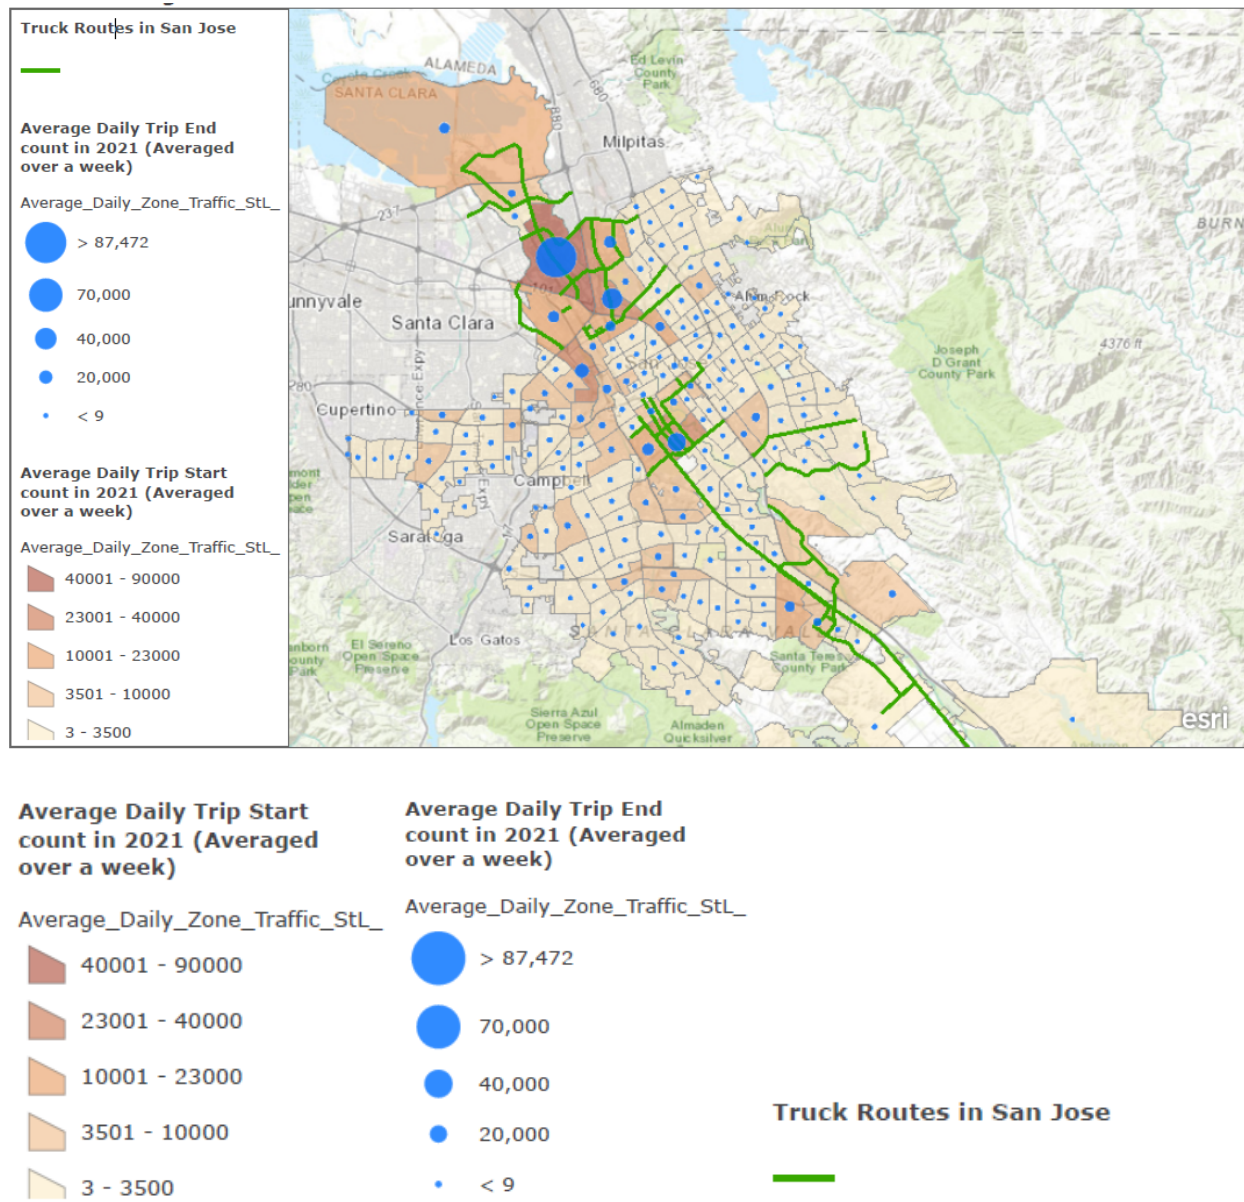 Truck Routes in San Jose
Average Daily Trip End
count in 2021 (Averaged
over a week)
Average_Daily_Zone_Traffic_StL_
> 87,472
70,000
40,000
20,000
< 9
Average Daily Trip Start
count in 2021 (Averaged
over a week)
Average_Daily_Zone_Traffic_StL_
40001 - 90000
23001 - 40000
10001 - 23000
3501 - 10000
3 - 3500
ALAMEDA
SANTA CLARA
Ed Levin
County
Park
880
680
Milpitas
237
BURN
unnyvale
101
Alum Rock
Santa Clara
4376 ft
Joseph
D Grant
County Park
San Jose
280
Cupertino
Campbell
Saratoga
Los Gatos
El Sereno
Open Space
Preserve
Santa Teres
County Park
Sierra Azul
Open Space
Preserve
Almaden
Quicksilver
esri
Average Daily Trip Start
count in 2021 (Averaged
over a week)
Average_Daily_Zone_Traffic_StL_
40001 - 90000
23001 - 40000
10001 - 23000
3501 - 10000
3 - 3500
Average Daily Trip End
count in 2021 (Averaged
over a week)
Average_Daily_Zone_Traffic_StL_
> 87,472
70,000
40,000
20,000
< 9
Truck Routes in San Jose